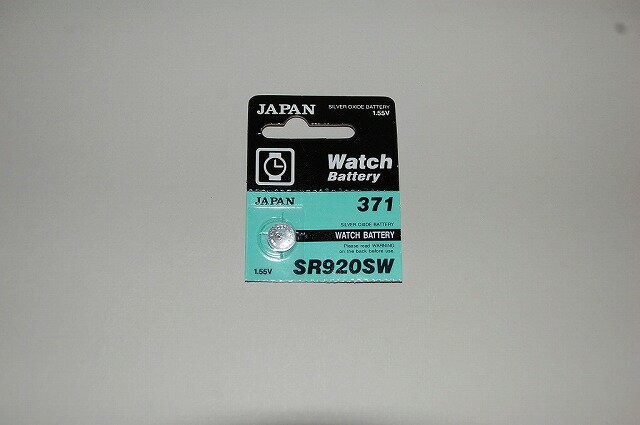 JAPAN
SILVER OXIDE BATTERY
1.55V
Watch
Battery
JAPAN
371
SILVER OXIDE BATTERY
WATCH BATTERY
Please read WARNING
on the back before use.
1.55V
SR920SW